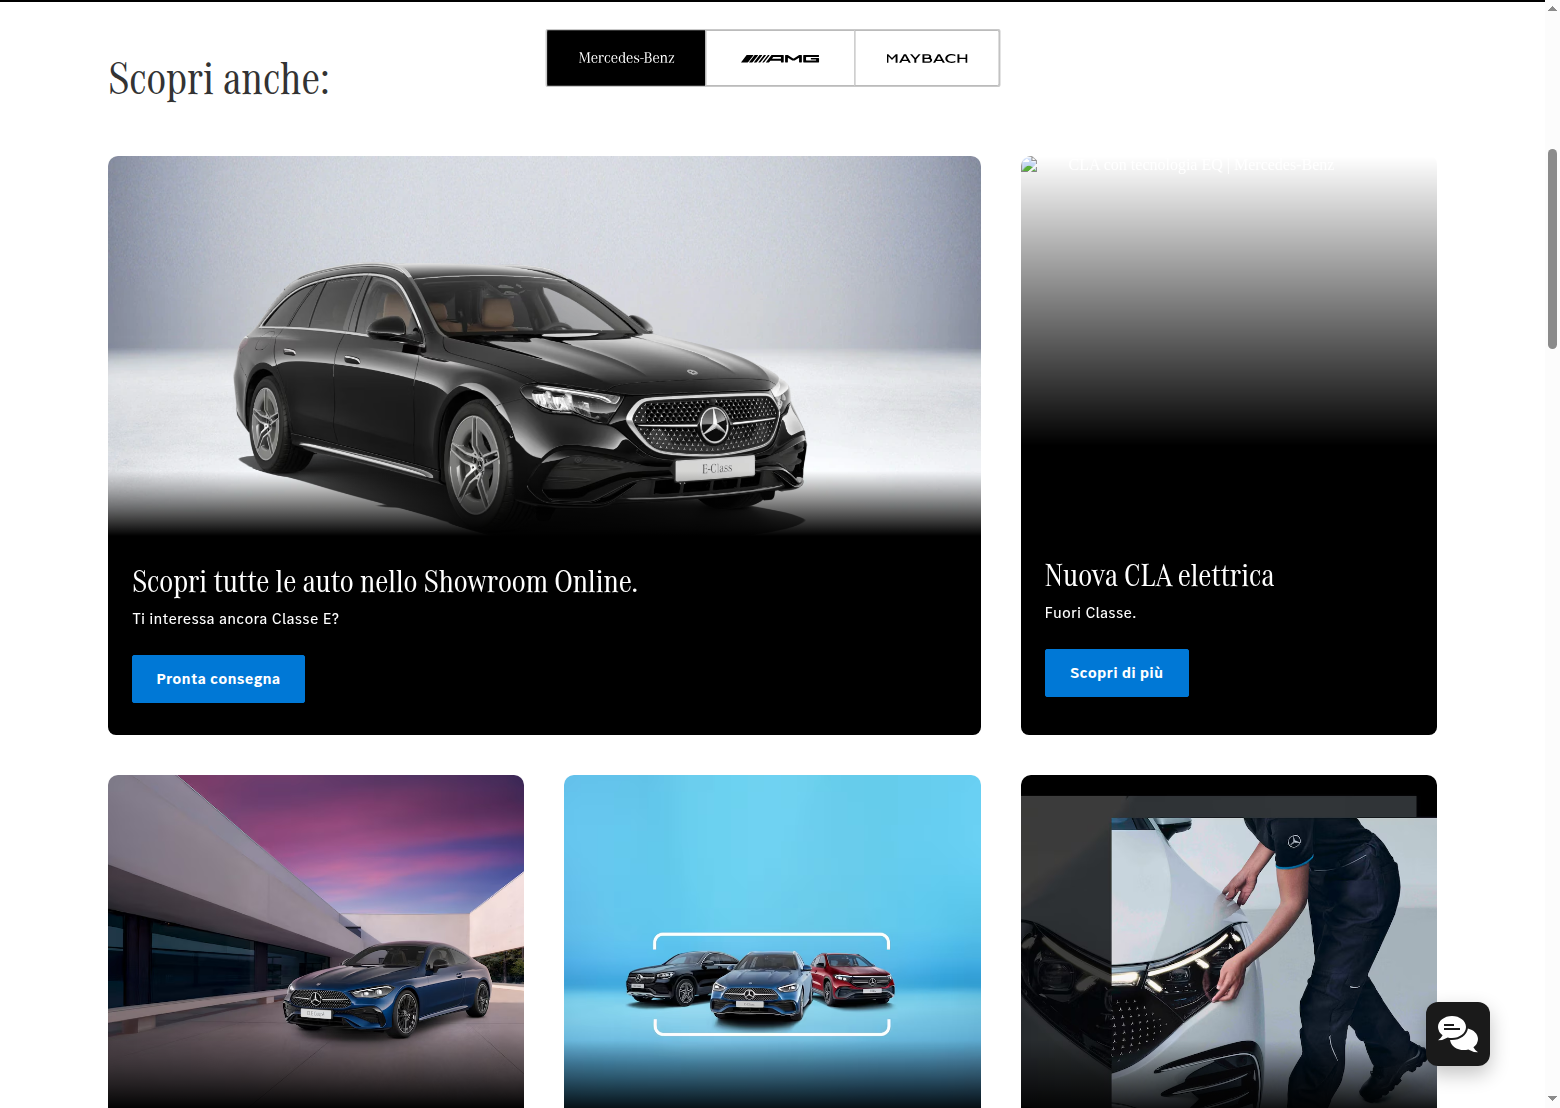 Scopri anche:
Mercedes-Benz
AMG
MAYBACH
CLA con tecnologia EQ | Mercedes-Benz
E-Class
Scopri tutte le auto nello Showroom Online.
Ti interessa ancora Classe E?
Pronta consegna
Nuova CLA elettrica
Fuori Classe.
Scopri di più